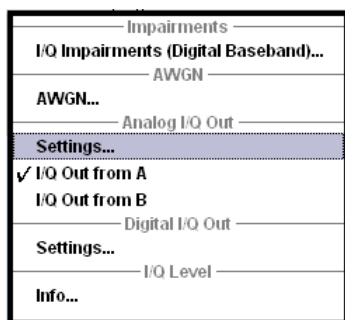 Impairments
I/Q Impairments (Digital Baseband)...
AWGN
AWGN...
Analog I/Q Out
Settings...
✓ I/Q Out from A
I/Q Out from B
Digital I/Q Out
Settings...
I/Q Level
Info...